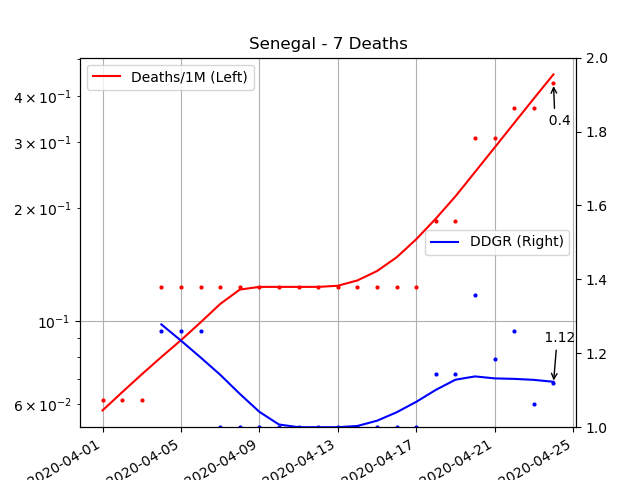 Senegal - 7 Deaths
Deaths/1M (Left)
DDGR (Right)
4 × 10⁻¹
3 × 10⁻¹
2 × 10⁻¹
10⁻¹
6 × 10⁻²
2.0
1.8
1.6
1.4
1.2
1.0
0.4
1.12
2020-04-01
2020-04-05
2020-04-09
2020-04-13
2020-04-17
2020-04-21
2020-04-25